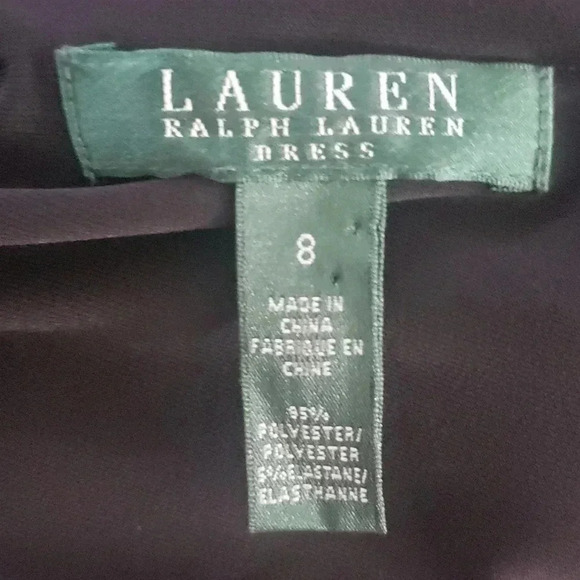 LAUREN
RALPH LAUREN
DRESS
8
MADE IN
CHINA
FABRIQUE EN
CHINE
95%
POLYESTER/
POLYESTER
5%ELASTANE/
ELASTHANNE